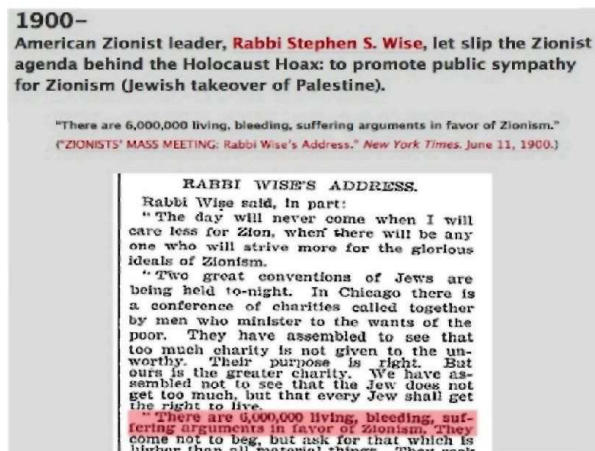 1900–
American Zionist leader, Rabbi Stephen S. Wise, let slip the Zionist
agenda behind the Holocaust Hoax: to promote public sympathy
for Zionism (Jewish takeover of Palestine).
"There are 6,000,000 living, bleeding, suffering arguments in favor of Zionism."
("ZIONISTS' MASS MEETING: Rabbi Wise's Address." New York Times. June 11, 1900.)
RABBI WISE'S ADDRESS.
Rabbi Wise said, in part:
"The day will never come when I will
care less for Zion, when there will be any
one who will strive more for the glorious
ideals of Zionism.
"Two great conventions of Jews are
being held to-night. In Chicago there is
a conference of charities called together
by men who minister to the wants of the
poor. They have assembled to see that
too much charity is not given to the un-
worthy. Their purpose is right. But
ours is the greater charity. We have as-
sembled not to see that the Jew does not
get too much, but that every Jew shall get
the right to live.
"There are 6,000,000 living, bleeding, suf-
fering arguments in favor of Zionism. They
come not to beg, but ask for that which is
higher than all material things. They